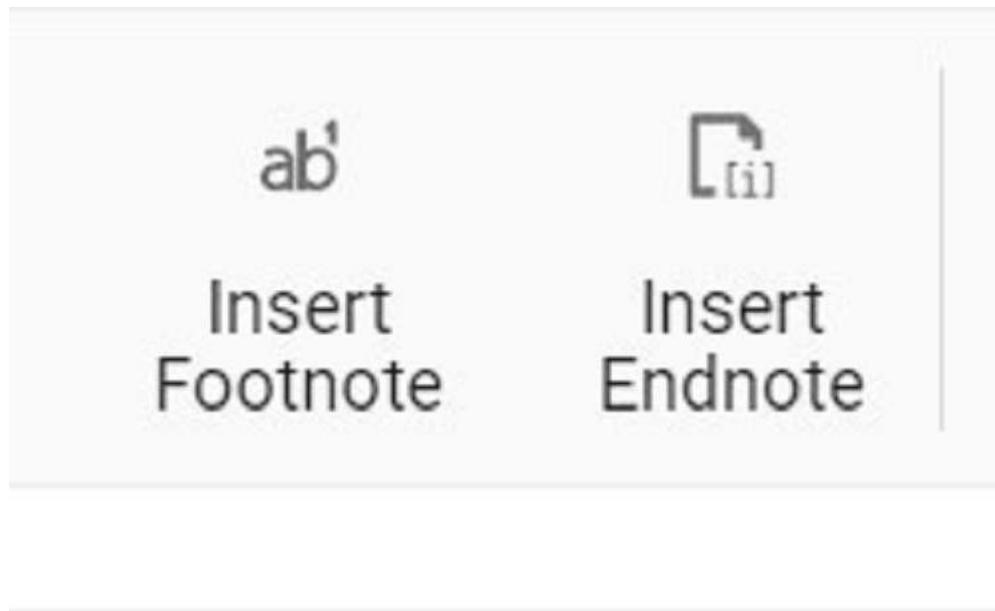 ab1
[i]
Insert
Footnote
Insert
Endnote